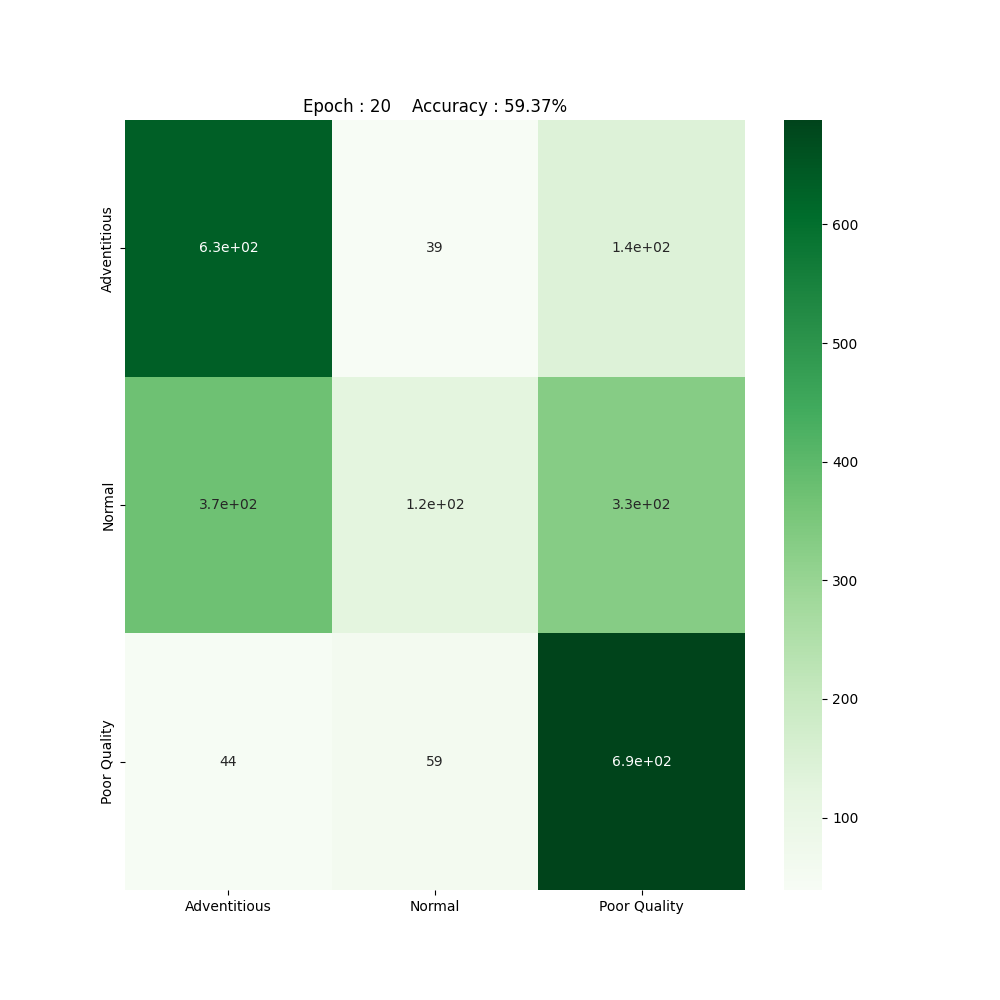 Epoch : 20    Accuracy : 59.37%
Adventitious
6.3e+02
39
1.4e+02
Normal
3.7e+02
1.2e+02
3.3e+02
Poor Quality
44
59
6.9e+02
Adventitious
Normal
Poor Quality
600
500
400
300
200
100